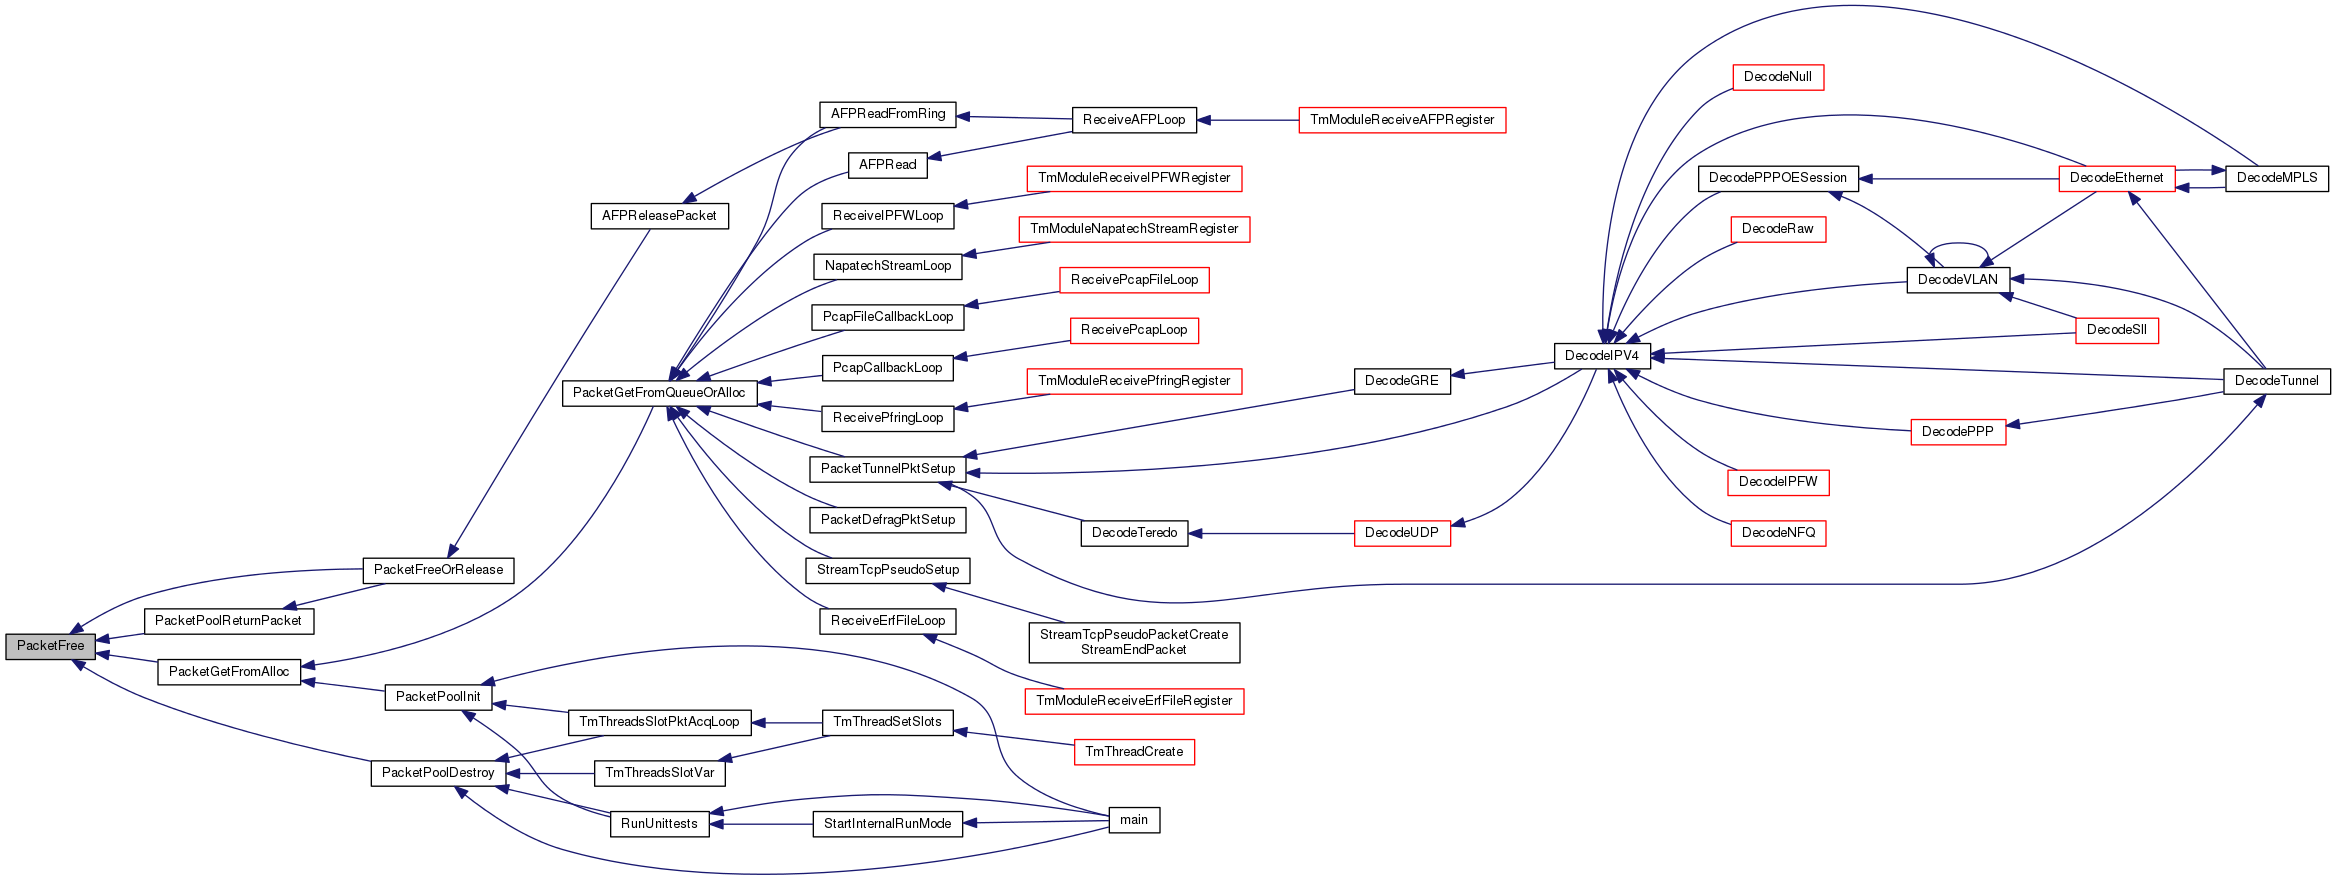 DecodeNull
AFPReadFromRing
ReceiveAFPLoop
TmModuleReceiveAFPRegister
AFPRead
TmModuleReceiveIPFWRegister
DecodePPPOESession
DecodeEthernet
DecodeMPLS
AFPReleasePacket
ReceiveIPFWLoop
TmModuleNapatechStreamRegister
DecodeRaw
NapatechStreamLoop
ReceivePcapFileLoop
DecodeVLAN
PcapFileCallbackLoop
ReceivePcapLoop
DecodeSll
DecodeIPV4
PcapCallbackLoop
TmModuleReceivePfringRegister
DecodeGRE
DecodeTunnel
PacketGetFromQueueOrAlloc
ReceivePfringLoop
DecodePPP
PacketTunnelPktSetup
DecodeIPFW
PacketDefragPktSetup
DecodeTeredo
DecodeUDP
DecodeNFQ
PacketFreeOrRelease
StreamTcpPseudoSetup
PacketPoolReturnPacket
ReceiveErfFileLoop
StreamTcpPseudoPacketCreate
StreamEndPacket
PacketFree
PacketGetFromAlloc
PacketPoolInit
TmModuleReceiveErfFileRegister
TmThreadsSlotPktAcqLoop
TmThreadSetSlots
TmThreadCreate
PacketPoolDestroy
TmThreadsSlotVar
RunUnittests
StartInternalRunMode
main